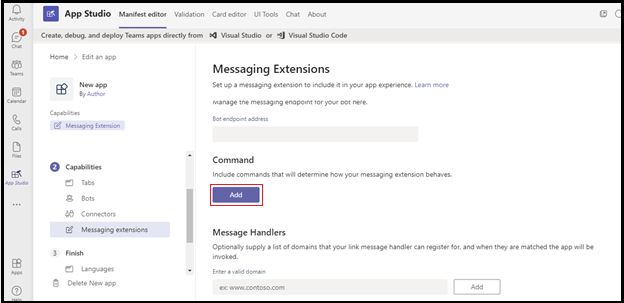 App Studio Manifest editor Validation Card editor UI Tools Chat About
Create, debug, and deploy Teams apps directly from Visual Studio or Visual Studio Code
Activity
Chat
1
Teams
Calendar
Calls
Files
App Studio
...
Apps
Help
Home > Edit an app
New app
By Author
Capabilities
Messaging Extension
2 Capabilities
Tabs
Bots
Connectors
Messaging extensions
3 Finish
Languages
Delete New app
Messaging Extensions
Set up a messaging extension to include it in your app experience. Learn more
Manage the messaging endpoint for your bot here.
Bot endpoint address
Command
Include commands that will determine how your messaging extension behaves.
Add
Message Handlers
Optionally supply a list of domains that your link message handler can register for, and when they are matched the app will be
invoked.
Enter a valid domain
ex: www.contoso.com
Add